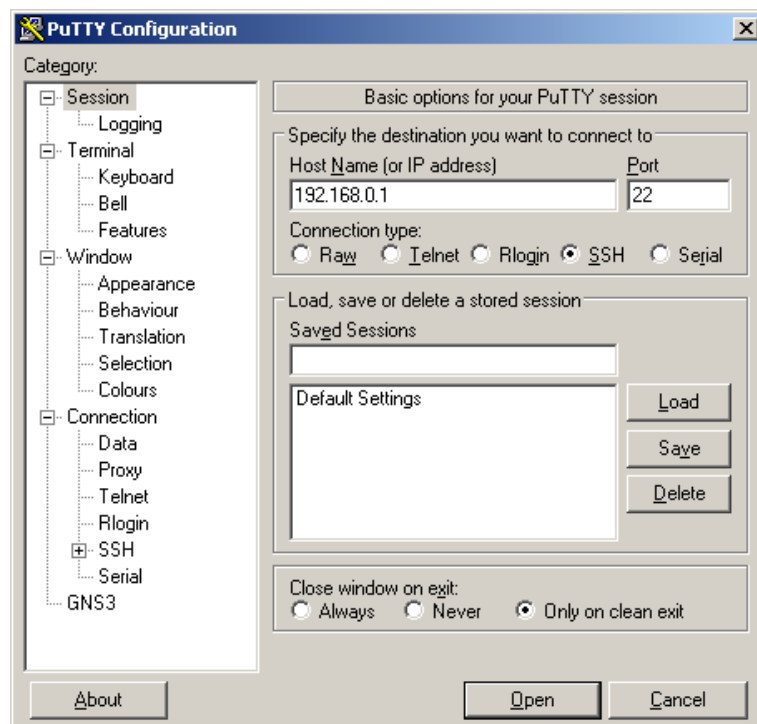 PuTTY Configuration
Category:
Session
Logging
Terminal
Keyboard
Bell
Features
Window
Appearance
Behaviour
Translation
Selection
Colours
Connection
Data
Proxy
Telnet
Rlogin
SSH
Serial
GNS3
Basic options for your PuTTY session
Specify the destination you want to connect to
Host Name (or IP address) Port
192.168.0.1 22
Connection type:
Raw Telnet Rlogin SSH Serial
Load, save or delete a stored session
Saved Sessions
Default Settings
Load
Save
Delete
Close window on exit:
Always Never Only on clean exit
About Open Cancel